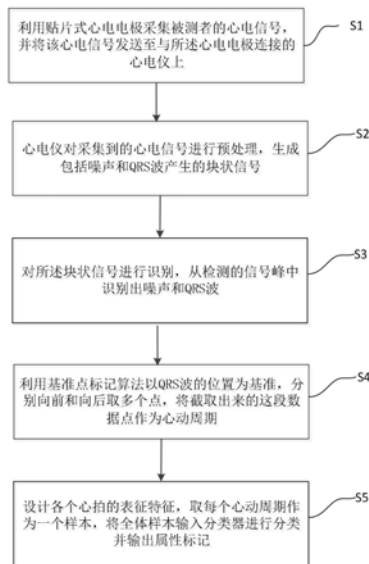 利用贴片式心电电极采集被测者的心电信号,
并将该心电信号发送至与所述心电电极连接的
心电仪上
S1
心电仪对采集到的心电信号进行预处理，生成
包括噪声和QRS波产生的块状信号
S2
对所述块状信号进行识别，从检测的信号峰中
识别出噪声和QRS波
S3
利用基准点标记算法以QRS波的位置为基准，分
别向前和向后取多个点，将截取出来的这段数
据点作为心动周期
S4
设计各个心拍的表征特征，取每个心动周期作
为一个样本，将全体样本输入分类器进行分类
并输出属性标记
S5